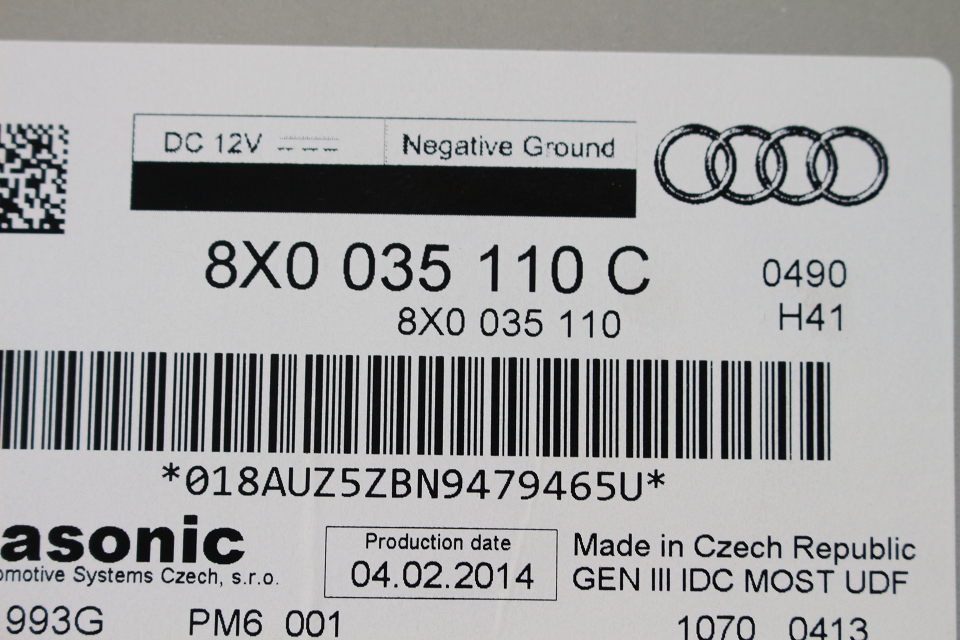 DC 12V Negative Ground
8X0 035 110 C 0490
8X0 035 110 H41
*018AUZ5ZBN9479465U*
asonic
omotive Systems Czech, s.r.o.
Production date
04.02.2014
Made in Czech Republic
GEN III IDC MOST UDF
993G PM6 001 1070 0413